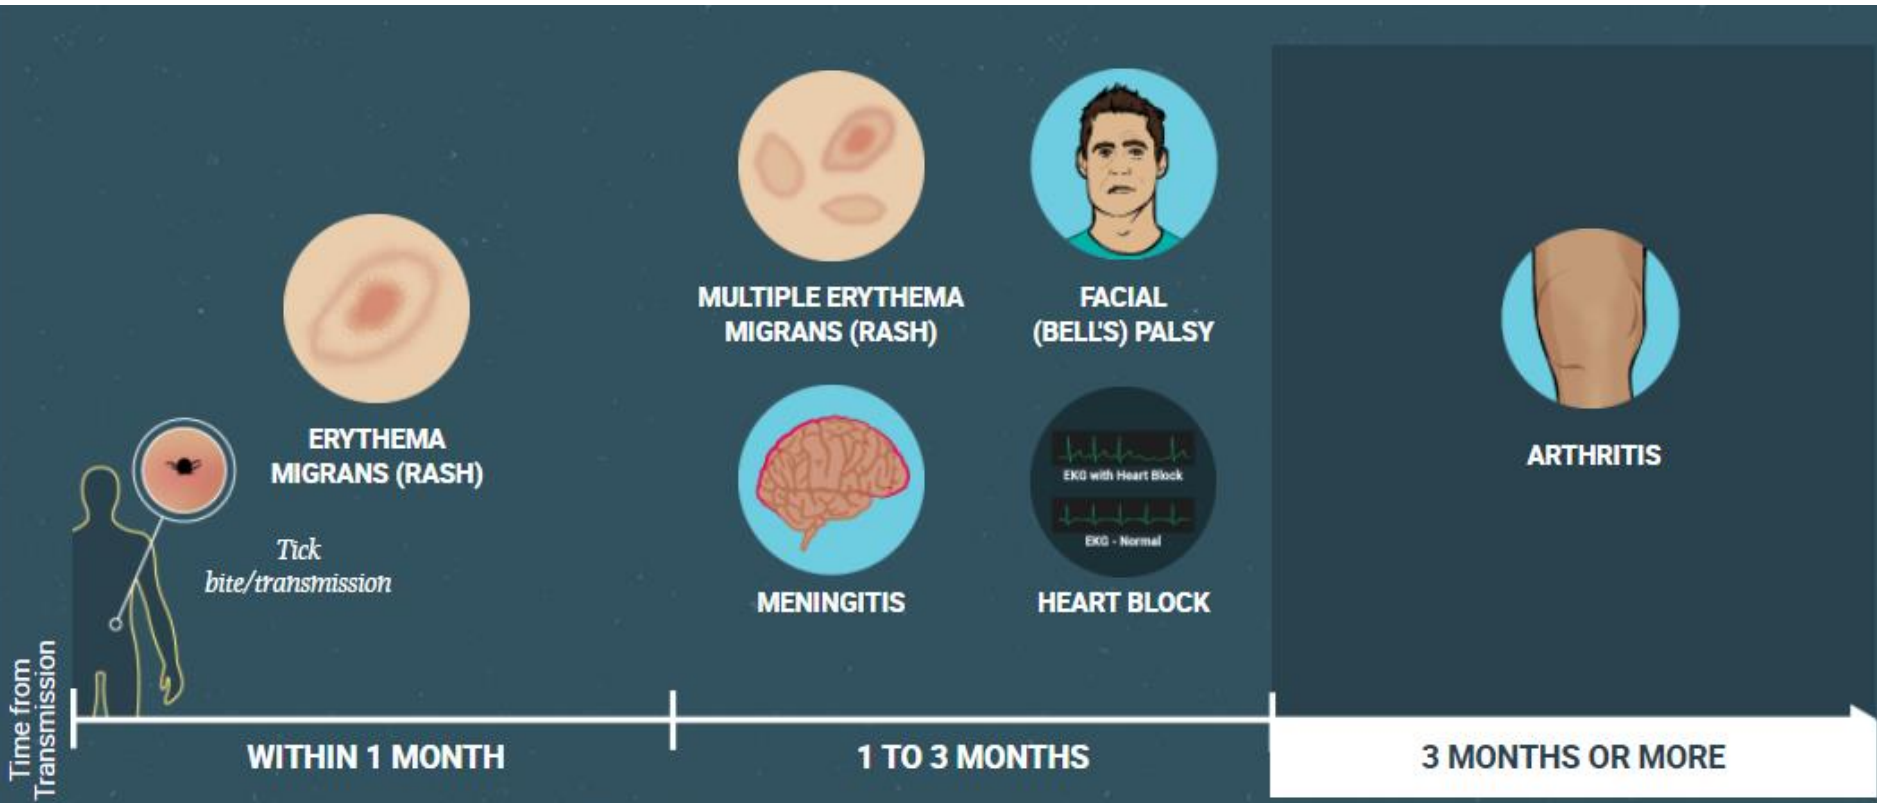 ERYTHEMA
MIGRANS (RASH)
Tick
bite/transmission
MULTIPLE ERYTHEMA
MIGRANS (RASH)
FACIAL
(BELL'S) PALSY
MENINGITIS
EKG with Heart Block
EKG - Normal
HEART BLOCK
ARTHRITIS
Time from
Transmission
WITHIN 1 MONTH
1 TO 3 MONTHS
3 MONTHS OR MORE